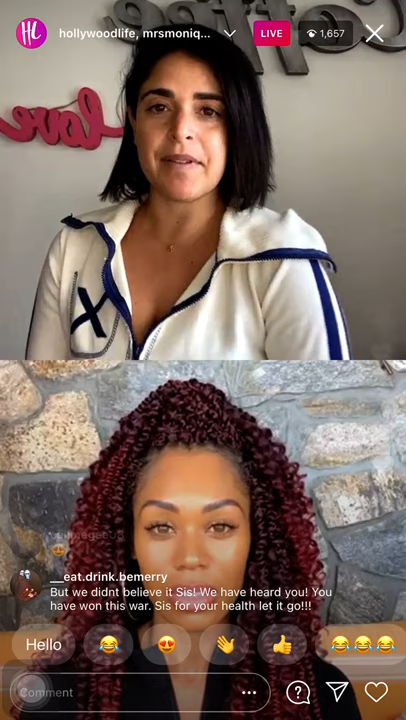 HL
hollywoodlife, mrsmoniq...
LIVE
1,657
Coffee
love
X
__eat.drink.bemerry
But we didnt believe it Sis! We have heard you! You
have won this war. Sis for your health let it go!!!
Hello
Comment